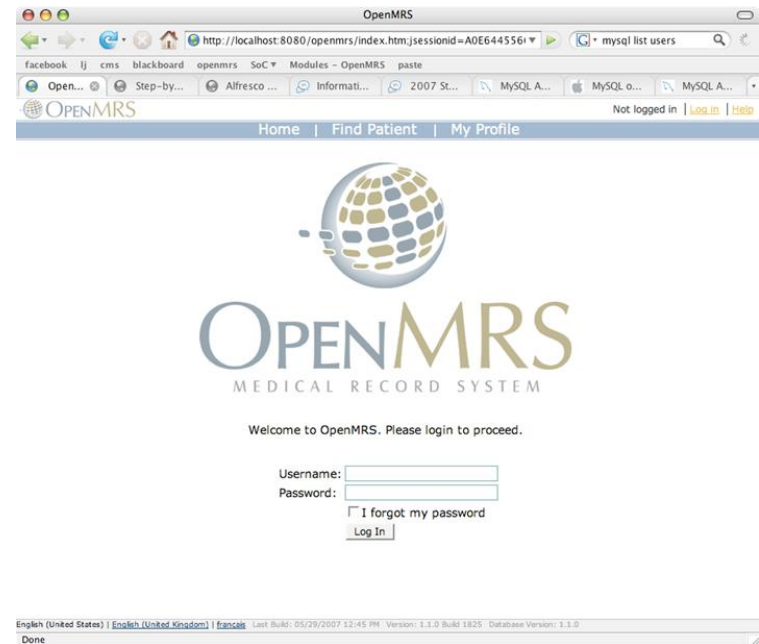 OpenMRS
http://localhost:8080/openmrs/index.htm;jsessionid=A0E644556 mysql list users
facebook lj cms blackboard openmrs SoC Modules - OpenMRS paste
Open... Step-by... Alfresco ... Informati... 2007 St... MySQL A... MySQL o... MySQL A...
OPENMRS Not logged in | Log in | Help
Home | Find Patient | My Profile
OPENMRS
MEDICAL RECORD SYSTEM
Welcome to OpenMRS. Please login to proceed.
Username:
Password:
I forgot my password
Log In
English (United States) | English (United Kingdom) | français Last Build: 05/29/2007 12:45 PM Version: 1.1.0 Build 1825 Database Version: 1.1.0
Done